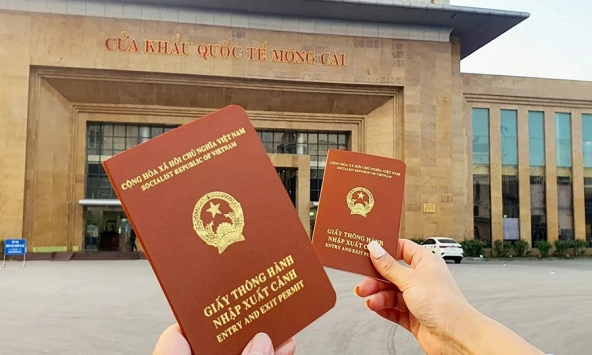 CỬA KHẨU QUỐC TẾ MÓNG CÁI
CỘNG HÒA XÃ HỘI CHỦ NGHĨA VIỆT NAM
SOCIALIST REPUBLIC OF VIETNAM
GIẤY THÔNG HÀNH
NHẬP XUẤT CẢNH
ENTRY AND EXIT PERMIT
CỘNG HÒA XÃ HỘI CHỦ NGHĨA VIỆT NAM
SOCIALIST REPUBLIC OF VIETNAM
GIẤY THÔNG HÀNH
NHẬP XUẤT CẢNH
ENTRY AND EXIT PERMIT